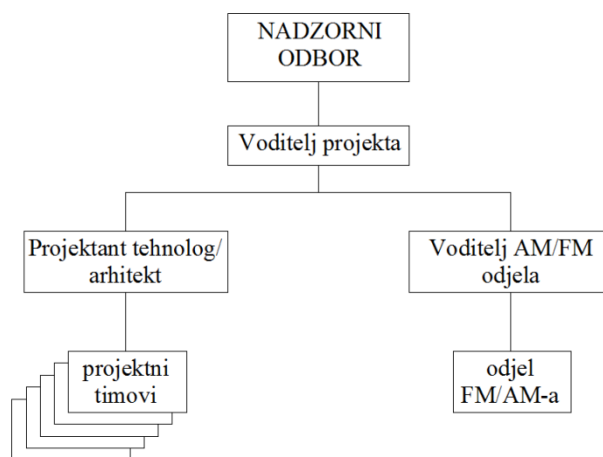 NADZORNI
ODBOR
Voditelj projekta
Projektant tehnolog/
arhitekt
Voditelj AM/FM
odjela
projektni
timovi
odjel
FM/AM-a